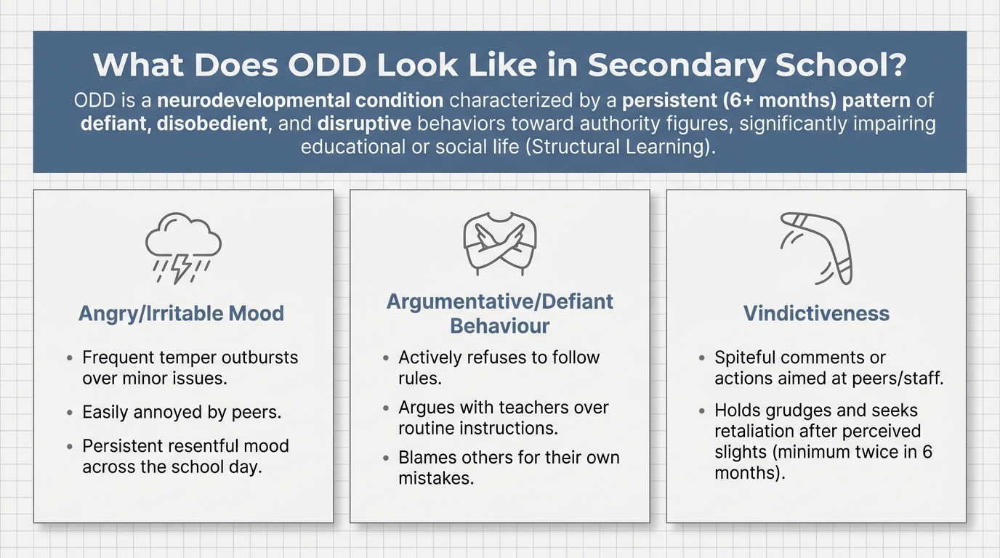 What Does ODD Look Like in Secondary School?
ODD is a neurodevelopmental condition characterized by a persistent (6+ months) pattern of
defiant, disobedient, and disruptive behaviors toward authority figures, significantly impairing
educational or social life (Structural Learning).
Angry/Irritable Mood
• Frequent temper outbursts
over minor issues.
• Easily annoyed by peers.
• Persistent resentful mood
across the school day.
Argumentative/Defiant
Behaviour
• Actively refuses to follow
rules.
• Argues with teachers over
routine instructions.
• Blames others for their own
mistakes.
Vindictiveness
• Spiteful comments or
actions aimed at peers/staff.
• Holds grudges and seeks
retaliation after perceived
slights (minimum twice in 6
months).